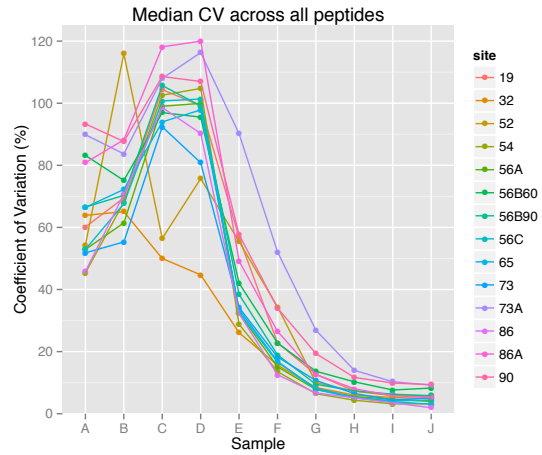 Median CV across all peptides
120
100
80
60
40
20
0
Coefficient of Variation (%)
A B C D E F G H I J
Sample
site
19
32
52
54
56A
56B60
56B90
56C
65
73
73A
86
86A
90